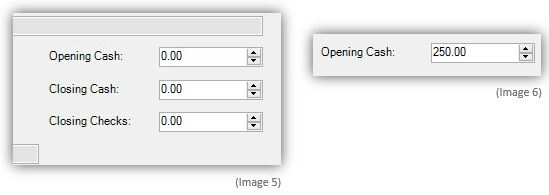 Opening Cash: 0.00
Closing Cash: 0.00
Closing Checks: 0.00
(Image 5)
Opening Cash: 250.00
(Image 6)